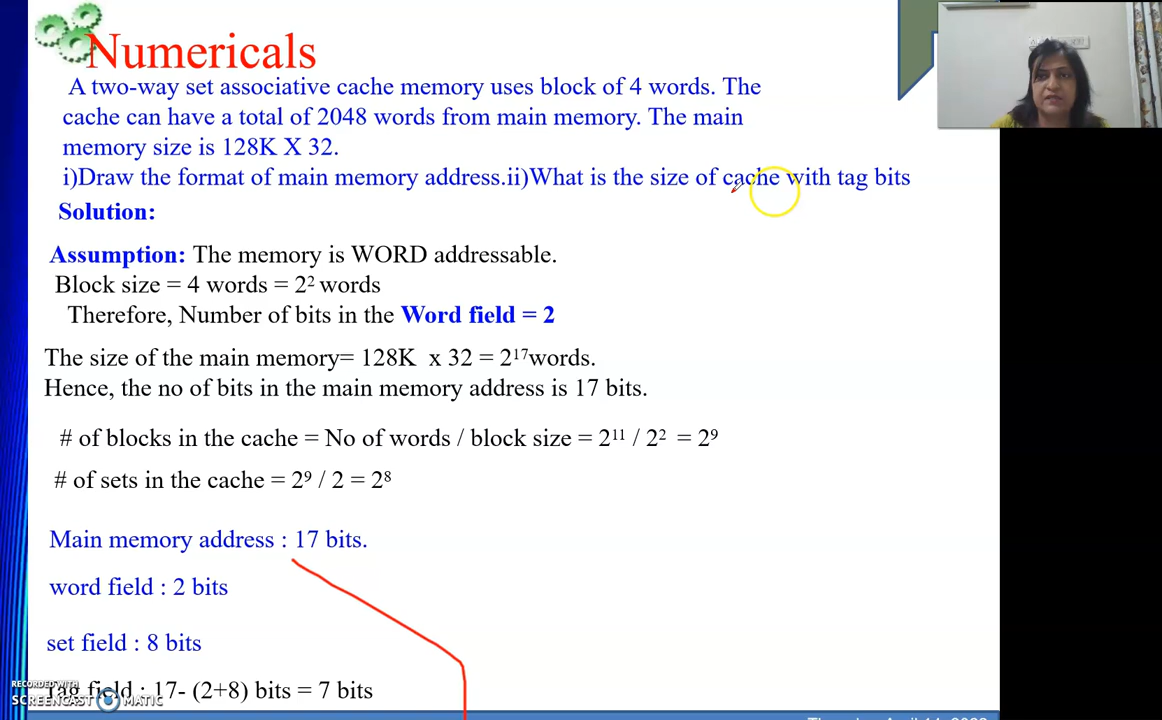 Numericals
A two-way set associative cache memory uses block of 4 words. The
cache can have a total of 2048 words from main memory. The main
memory size is 128K X 32.
i)Draw the format of main memory address.ii)What is the size of cache with tag bits
Solution:
Assumption: The memory is WORD addressable.
Block size = 4 words = 2² words
Therefore, Number of bits in the Word field = 2
The size of the main memory= 128K x 32 = 2¹⁷words.
Hence, the no of bits in the main memory address is 17 bits.
# of blocks in the cache = No of words / block size = 2¹¹ / 2² = 2⁹
# of sets in the cache = 2⁹ / 2 = 2⁸
Main memory address : 17 bits.
word field : 2 bits
set field : 8 bits
Tag field : 17- (2+8) bits = 7 bits
RECORDED WITH
SCREENCAST MATIC